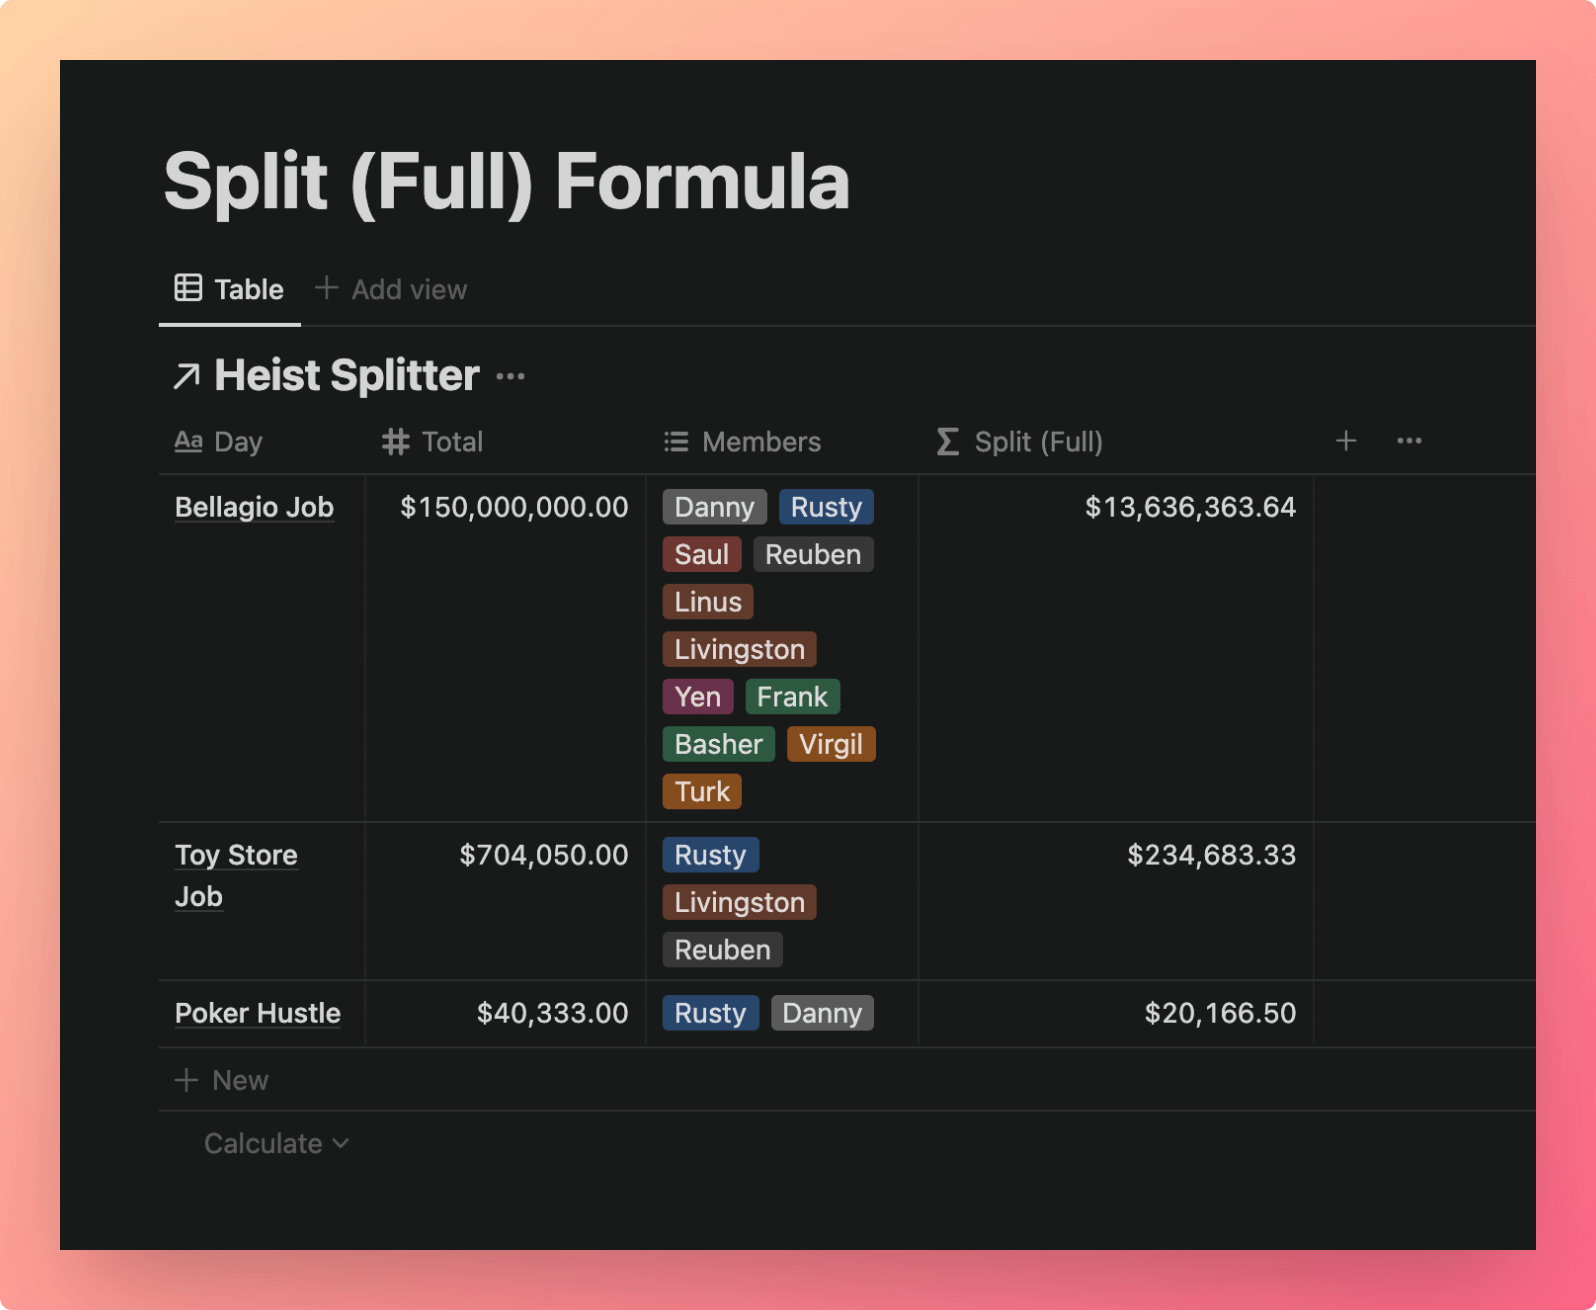 Split (Full) Formula
Table + Add view
↗ Heist Splitter ···
Aa Day # Total Members Σ Split (Full) + ···
Bellagio Job $150,000,000.00 Danny Rusty $13,636,363.64
Saul Reuben
Linus
Livingston
Yen Frank
Basher Virgil
Turk
Toy Store $704,050.00 Rusty $234,683.33
Job Livingston
Reuben
Poker Hustle $40,333.00 Rusty Danny $20,166.50
+ New
Calculate